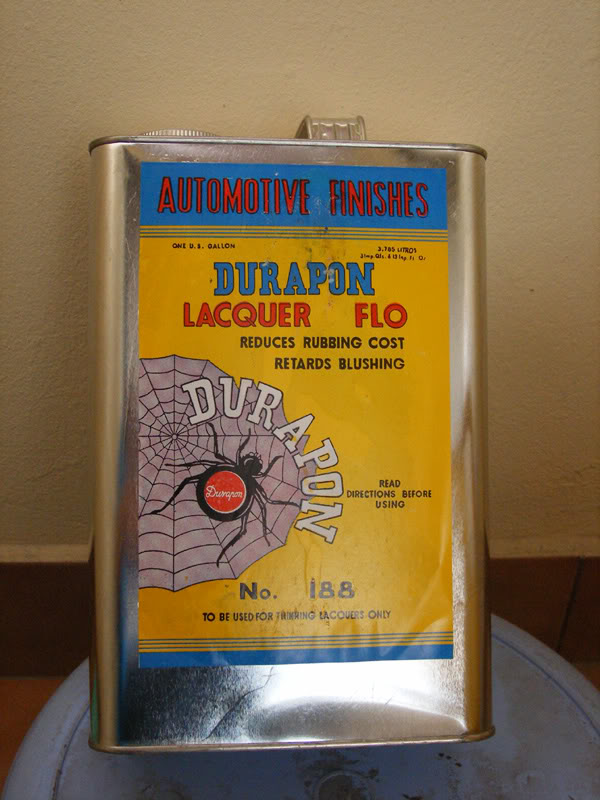 AUTOMOTIVE FINISHES
ONE U.S. GALLON
3.785 LITROS
DURAPON
LACQUER FLO
REDUCES RUBBING COST
RETARDS BLUSHING
DURAPON
Durapon
READ
DIRECTIONS BEFORE
USING
No. 188
TO BE USED FOR THINNING LACQUERS ONLY